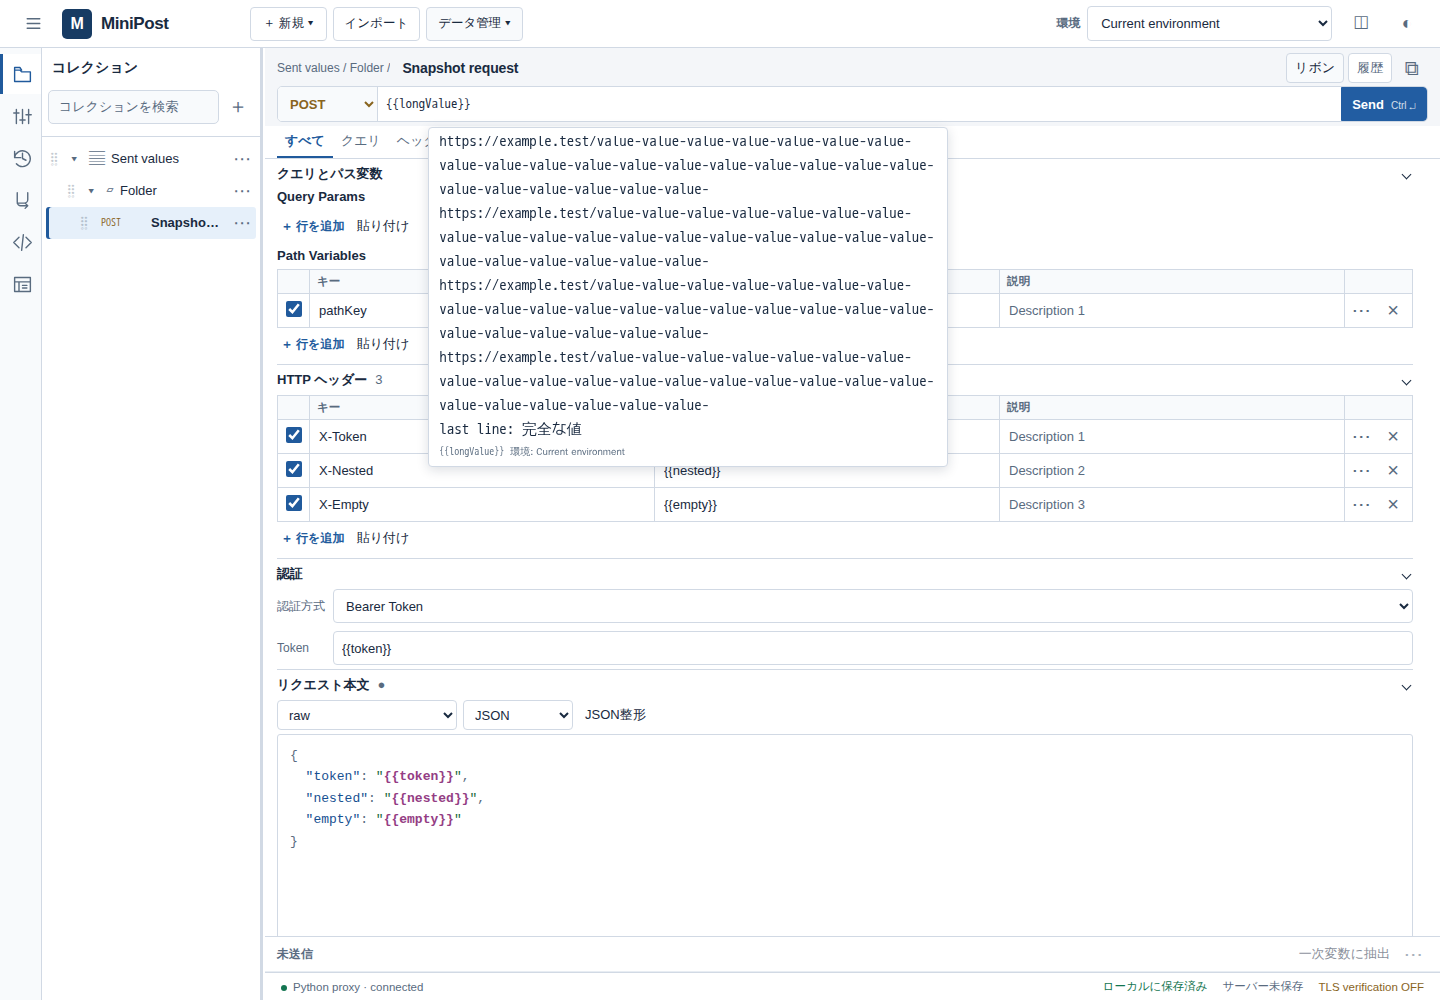 M MiniPost
＋ 新規 ▾ インポート データ管理 ▾
環境 Current environment
コレクション
コレクションを検索 ＋
Sent values ···
Folder ···
POST Snapsho… ···
Sent values / Folder / Snapshot request
リボン 履歴
POST {{longValue}} Send Ctrl ⏎
すべて クエリ ヘッ
クエリとパス変数
Query Params
＋ 行を追加 貼り付け
Path Variables
キー 説明
pathKey Description 1 ··· ✕
＋ 行を追加 貼り付け
https://example.test/value-value-value-value-value-value-value-
value-value-value-value-value-value-value-value-value-value-value-
value-value-value-value-value-value-
https://example.test/value-value-value-value-value-value-value-
value-value-value-value-value-value-value-value-value-value-value-
value-value-value-value-value-value-
https://example.test/value-value-value-value-value-value-value-
value-value-value-value-value-value-value-value-value-value-value-
value-value-value-value-value-value-
https://example.test/value-value-value-value-value-value-value-
value-value-value-value-value-value-value-value-value-value-value-
value-value-value-value-value-value-
last line: 完全な値
{{longValue}} 環境: Current environment
HTTP ヘッダー 3
キー 説明
X-Token Description 1 ··· ✕
X-Nested {{nested}} Description 2 ··· ✕
X-Empty {{empty}} Description 3 ··· ✕
＋ 行を追加 貼り付け
認証
認証方式 Bearer Token
Token {{token}}
リクエスト本文 ●
raw JSON JSON整形
{
"token": "{{token}}",
"nested": "{{nested}}",
"empty": "{{empty}}"
}
未送信 一次変数に抽出 ···
● Python proxy · connected ローカルに保存済み サーバー未保存 TLS verification OFF